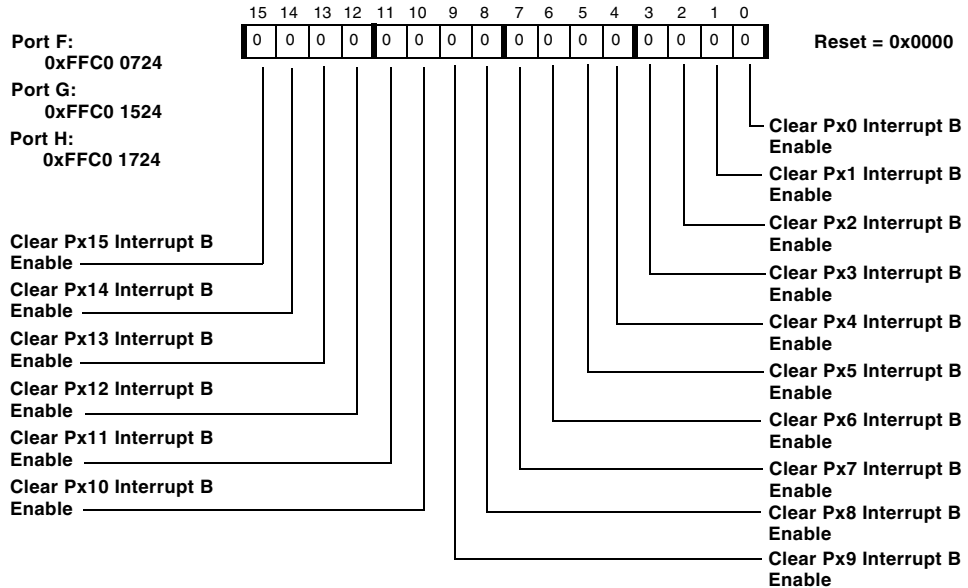 15 14 13 12 11 10 9 8 7 6 5 4 3 2 1 0
0 0 0 0 0 0 0 0 0 0 0 0 0 0 0 0
Reset = 0x0000
Port F:
0xFFC0 0724
Port G:
0xFFC0 1524
Port H:
0xFFC0 1724
Clear Px15 Interrupt B
Enable
Clear Px14 Interrupt B
Enable
Clear Px13 Interrupt B
Enable
Clear Px12 Interrupt B
Enable
Clear Px11 Interrupt B
Enable
Clear Px10 Interrupt B
Enable
Clear Px0 Interrupt B
Enable
Clear Px1 Interrupt B
Enable
Clear Px2 Interrupt B
Enable
Clear Px3 Interrupt B
Enable
Clear Px4 Interrupt B
Enable
Clear Px5 Interrupt B
Enable
Clear Px6 Interrupt B
Enable
Clear Px7 Interrupt B
Enable
Clear Px8 Interrupt B
Enable
Clear Px9 Interrupt B
Enable